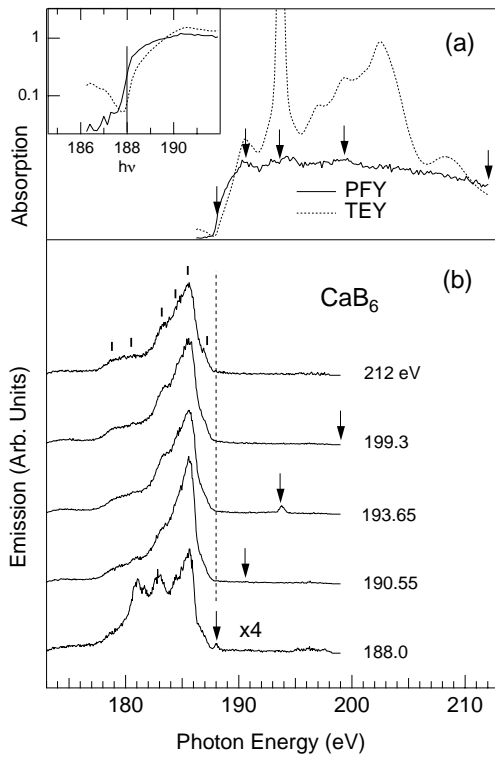 1
0.1
186
188
190
hν
(a)
PFY
TEY
Absorption
(b)
CaB6
212 eV
199.3
193.65
190.55
x4
188.0
Emission (Arb. Units)
180
190
200
210
Photon Energy (eV)